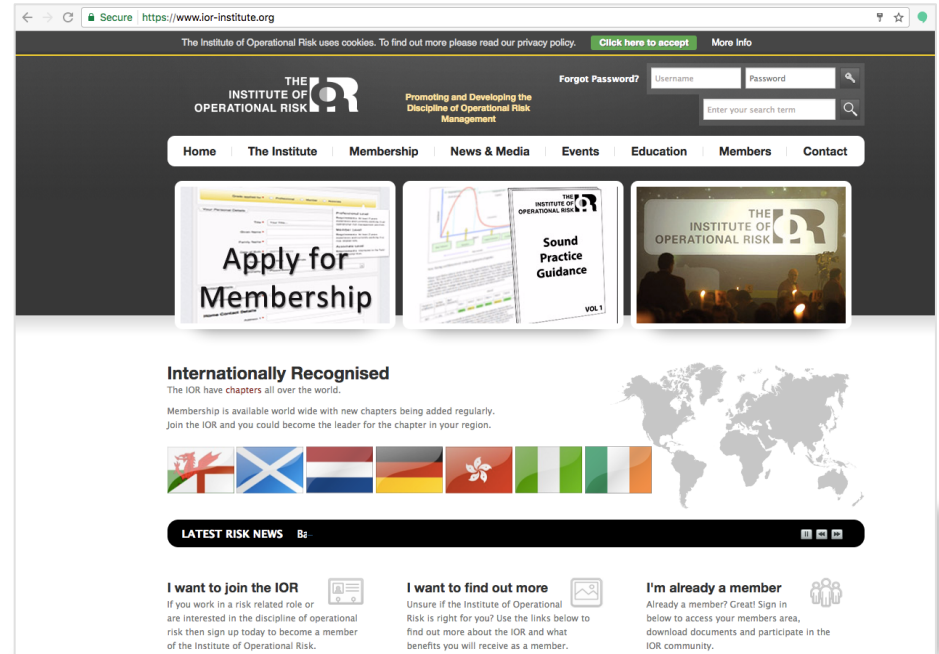 Secure https://www.ior-institute.org
The Institute of Operational Risk uses cookies. To find out more please read our privacy policy. Click here to accept More Info
THE
INSTITUTE OF
OPERATIONAL RISK
Promoting and Developing the
Discipline of Operational Risk
Management
Forgot Password? Username Password
Enter your search term
Home The Institute Membership News & Media Events Education Members Contact
Apply for
Membership
THE
INSTITUTE OF
OPERATIONAL RISK
Sound
Practice
Guidance
VOL 1
THE
INSTITUTE OF
OPERATIONAL RISK
Internationally Recognised
The IOR have chapters all over the world.
Membership is available world wide with new chapters being added regularly.
Join the IOR and you could become the leader for the chapter in your region.
LATEST RISK NEWS Ba
I want to join the IOR
If you work in a risk related role or
are interested in the discipline of operational
risk then sign up today to become a member
of the Institute of Operational Risk.
I want to find out more
Unsure if the Institute of Operational
Risk is right for you? Use the links below to
find out more about the IOR and what
benefits you will receive as a member.
I'm already a member
Already a member? Great! Sign in
below to access your members area,
download documents and participate in the
IOR community.